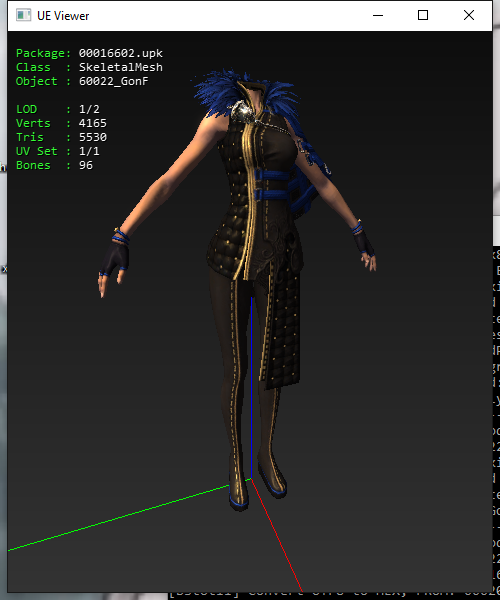 UE Viewer
Package: 00016602.upk
Class : SkeletalMesh
Object : 60022_GonF
LOD : 1/2
Verts : 4165
Tris : 5530
UV Set : 1/1
Bones : 96